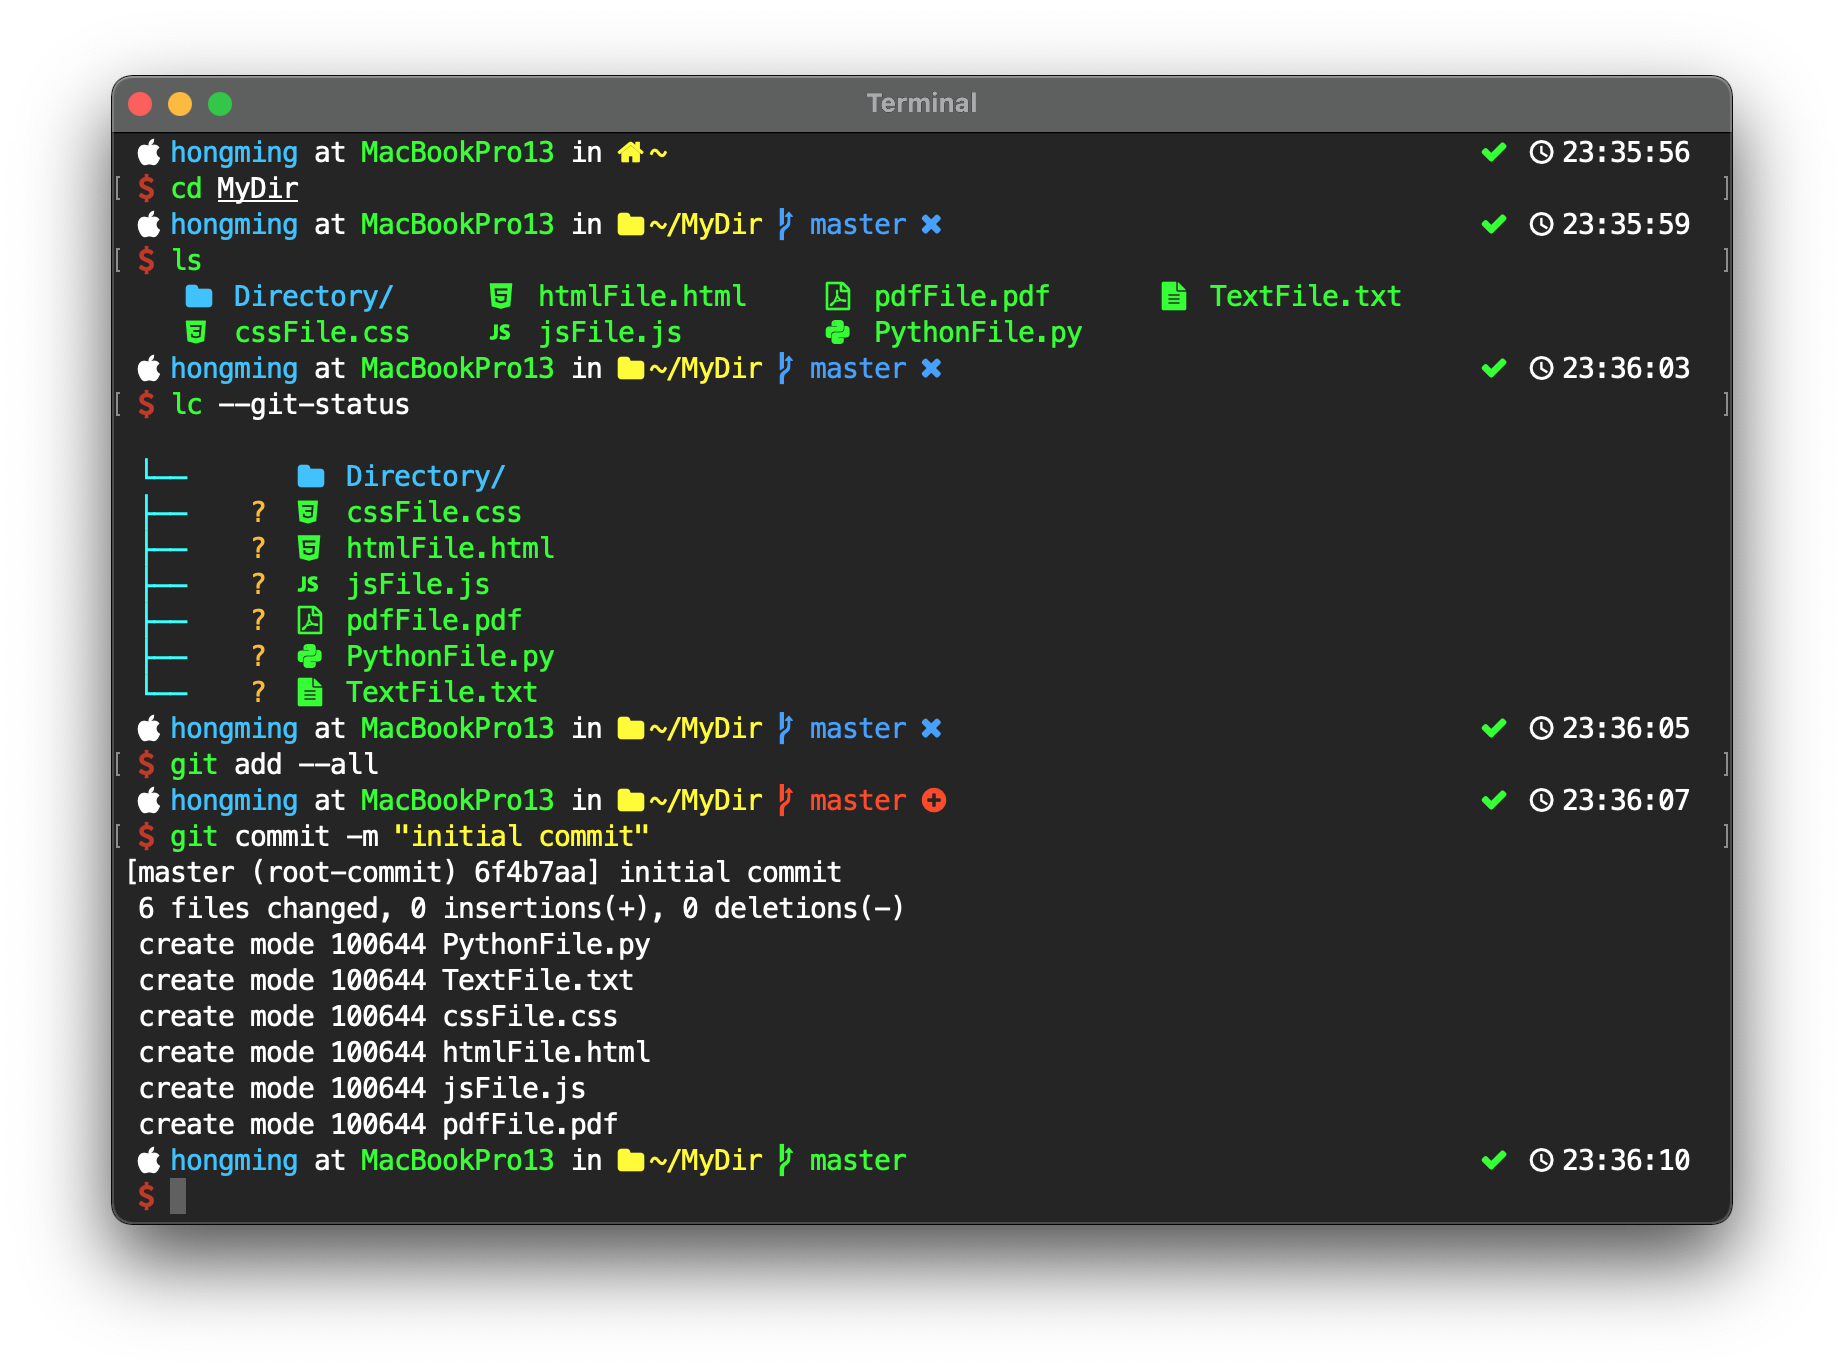 Terminal
hongming at MacBookPro13 in ~ 23:35:56
[ $ cd MyDir ]
hongming at MacBookPro13 in ~/MyDir master 23:35:59
[ $ ls ]
Directory/ htmlFile.html pdfFile.pdf TextFile.txt
cssFile.css JS jsFile.js PythonFile.py
hongming at MacBookPro13 in ~/MyDir master 23:36:03
[ $ lc --git-status ]
└── Directory/
├── ? cssFile.css
├── ? htmlFile.html
├── ? JS jsFile.js
├── ? pdfFile.pdf
├── ? PythonFile.py
└── ? TextFile.txt
hongming at MacBookPro13 in ~/MyDir master 23:36:05
[ $ git add --all ]
hongming at MacBookPro13 in ~/MyDir master 23:36:07
[ $ git commit -m "initial commit" ]
[master (root-commit) 6f4b7aa] initial commit
6 files changed, 0 insertions(+), 0 deletions(-)
create mode 100644 PythonFile.py
create mode 100644 TextFile.txt
create mode 100644 cssFile.css
create mode 100644 htmlFile.html
create mode 100644 jsFile.js
create mode 100644 pdfFile.pdf
hongming at MacBookPro13 in ~/MyDir master 23:36:10
$